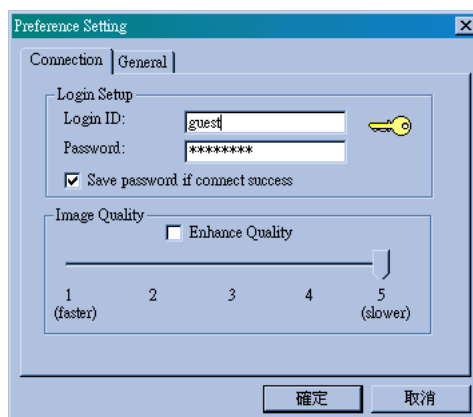 Preference Setting
Connection General
Login Setup
Login ID: guest
Password: ********
Save password if connect success
Image Quality
Enhance Quality
1 2 3 4 5
(faster) (slower)
確定 取消